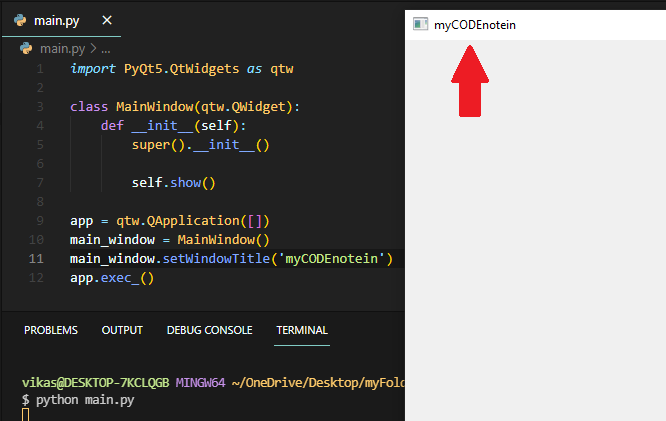 main.py
myCODEnotein
main.py > ...
1 import PyQt5.QtWidgets as qtw
2
3 class MainWindow(qtw.QWidget):
4 def __init__(self):
5 super().__init__()
6
7 self.show()
8
9 app = qtw.QApplication([])
10 main_window = MainWindow()
11 main_window.setWindowTitle('myCODEnotein')
12 app.exec_()
PROBLEMS OUTPUT DEBUG CONSOLE TERMINAL
vikas@DESKTOP-7KCLQGB MINGW64 ~/OneDrive/Desktop/myFol
$ python main.py